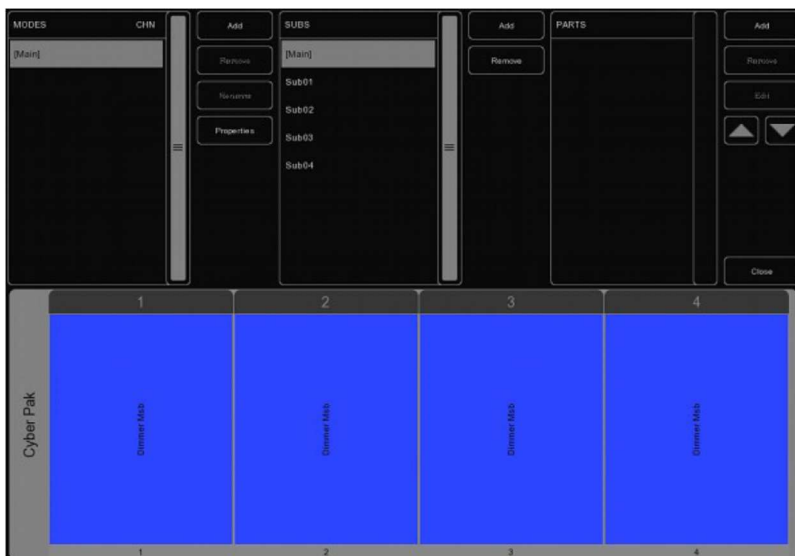 MODES CHN
[Main]
Add
Remove
Rename
Properties
SUBS
[Main]
Sub01
Sub02
Sub03
Sub04
Add
Remove
PARTS
Add
Remove
Edit
Close
Cyber Pak
1 2 3 4
Dimmer Msb Dimmer Msb Dimmer Msb Dimmer Msb
1 2 3 4